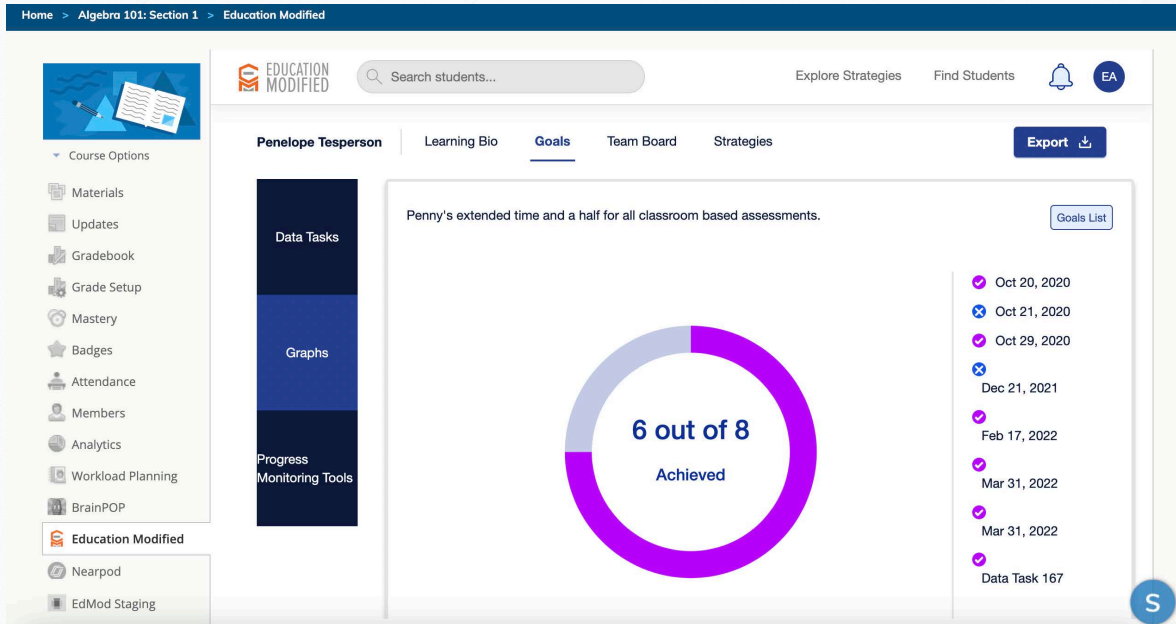 Home > Algebra 101: Section 1 > Education Modified
Course Options
Materials
Updates
Gradebook
Grade Setup
Mastery
Badges
Attendance
Members
Analytics
Workload Planning
BrainPOP
Education Modified
Nearpod
EdMod Staging
EDUCATION
MODIFIED
Search students...
Explore Strategies
Find Students
EA
Penelope Tesperson
Learning Bio
Goals
Team Board
Strategies
Export
Data Tasks
Graphs
Progress
Monitoring Tools
Penny's extended time and a half for all classroom based assessments.
Goals List
6 out of 8
Achieved
Oct 20, 2020
Oct 21, 2020
Oct 29, 2020
Dec 21, 2021
Feb 17, 2022
Mar 31, 2022
Mar 31, 2022
Data Task 167
S